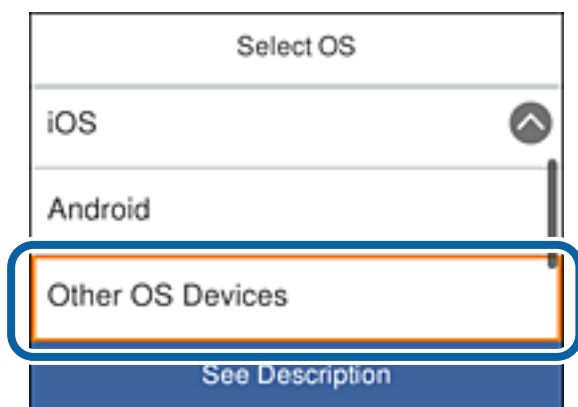 Select OS
iOS
Android
Other OS Devices
See Description